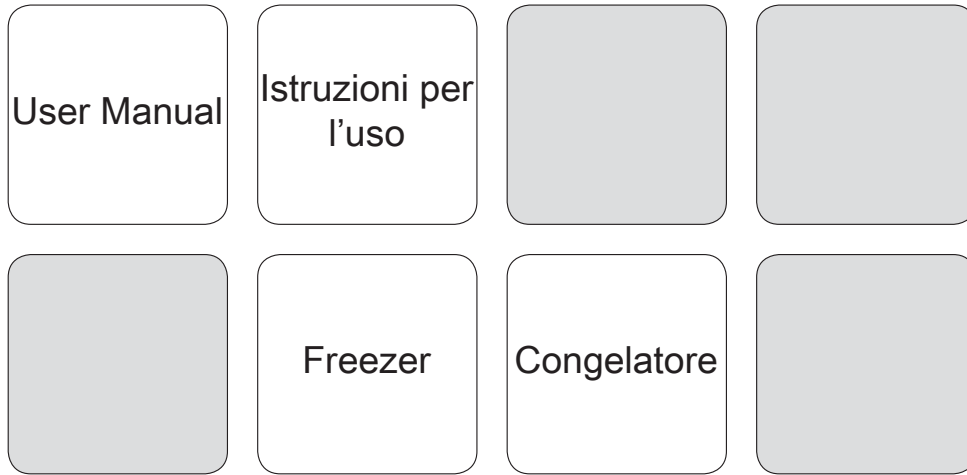 User Manual
Istruzioni per
l’uso
Freezer
Congelatore